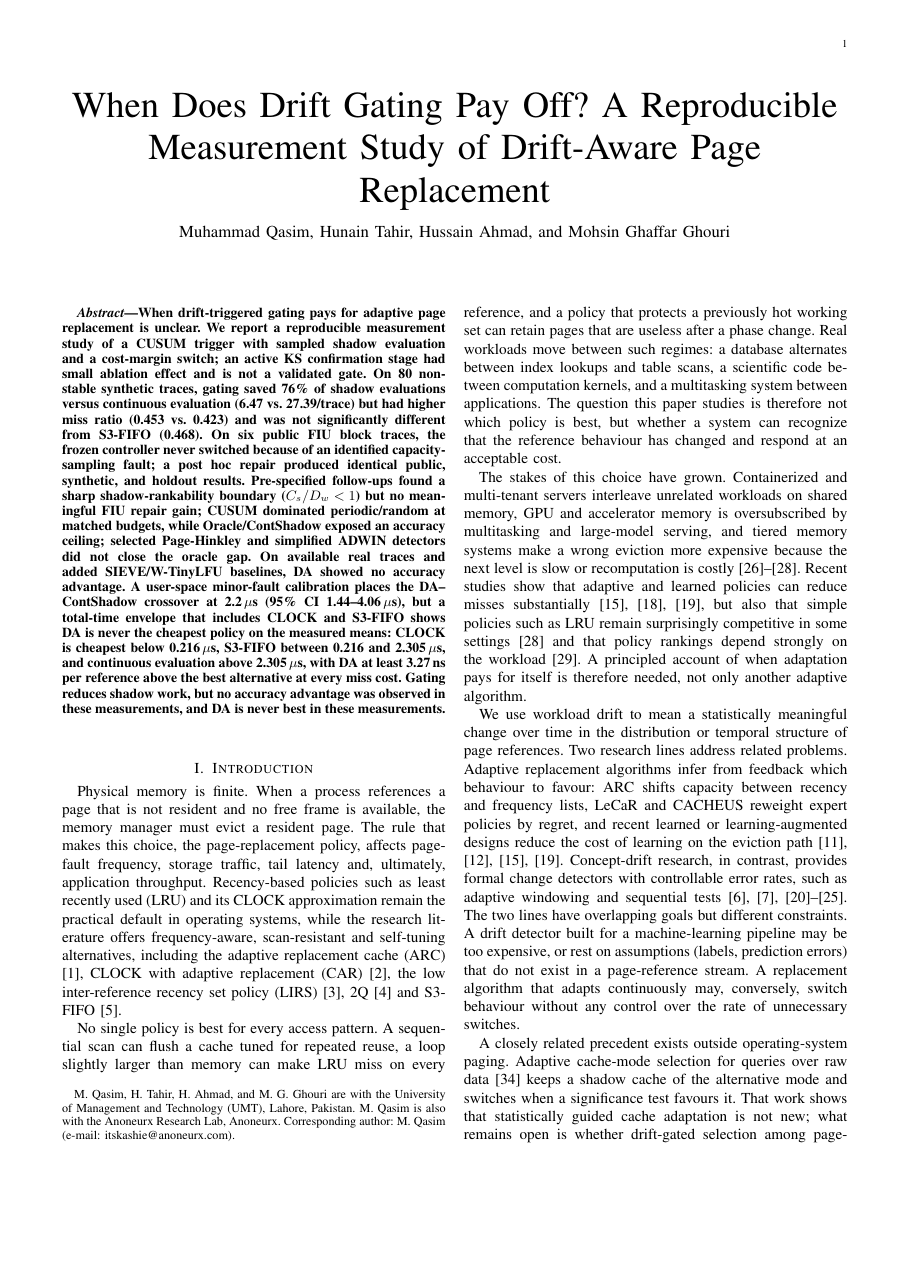 1
When Does Drift Gating Pay Off? A Reproducible
Measurement Study of Drift-Aware Page
Replacement
Muhammad Qasim, Hunain Tahir, Hussain Ahmad, and Mohsin Ghaffar Ghouri
Abstract—When drift-triggered gating pays for adaptive page
replacement is unclear. We report a reproducible measurement
study of a CUSUM trigger with sampled shadow evaluation
and a cost-margin switch; an active KS confirmation stage had
small ablation effect and is not a validated gate. On 80 non-
stable synthetic traces, gating saved 76% of shadow evaluations
versus continuous evaluation (6.47 vs. 27.39/trace) but had higher
miss ratio (0.453 vs. 0.423) and was not significantly different
from S3-FIFO (0.468). On six public FIU block traces, the
frozen controller never switched because of an identified capacity-
sampling fault; a post hoc repair produced identical public,
synthetic, and holdout results. Pre-specified follow-ups found a
sharp shadow-rankability boundary (Cs/Dw < 1) but no mean-
ingful FIU repair gain; CUSUM dominated periodic/random at
matched budgets, while Oracle/ContShadow exposed an accuracy
ceiling; selected Page-Hinkley and simplified ADWIN detectors
did not close the oracle gap. On available real traces and
added SIEVE/W-TinyLFU baselines, DA showed no accuracy
advantage. A user-space minor-fault calibration places the DA–
ContShadow crossover at 2.2 μs (95% CI 1.44–4.06 μs), but a
total-time envelope that includes CLOCK and S3-FIFO shows
DA is never the cheapest policy on the measured means: CLOCK
is cheapest below 0.216 μs, S3-FIFO between 0.216 and 2.305 μs,
and continuous evaluation above 2.305 μs, with DA at least 3.27 ns
per reference above the best alternative at every miss cost. Gating
reduces shadow work, but no accuracy advantage was observed in
these measurements, and DA is never best in these measurements.
I. INTRODUCTION
Physical memory is finite. When a process references a
page that is not resident and no free frame is available, the
memory manager must evict a resident page. The rule that
makes this choice, the page-replacement policy, affects page-
fault frequency, storage traffic, tail latency and, ultimately,
application throughput. Recency-based policies such as least
recently used (LRU) and its CLOCK approximation remain the
practical default in operating systems, while the research lit-
erature offers frequency-aware, scan-resistant and self-tuning
alternatives, including the adaptive replacement cache (ARC)
[1], CLOCK with adaptive replacement (CAR) [2], the low
inter-reference recency set policy (LIRS) [3], 2Q [4] and S3-
FIFO [5].
No single policy is best for every access pattern. A sequen-
tial scan can flush a cache tuned for repeated reuse, a loop
slightly larger than memory can make LRU miss on every
M. Qasim, H. Tahir, H. Ahmad, and M. G. Ghouri are with the University
of Management and Technology (UMT), Lahore, Pakistan. M. Qasim is also
with the Anoneurx Research Lab, Anoneurx. Corresponding author: M. Qasim
(e-mail: itskashie@anoneurx.com).
reference, and a policy that protects a previously hot working
set can retain pages that are useless after a phase change. Real
workloads move between such regimes: a database alternates
between index lookups and table scans, a scientific code be-
tween computation kernels, and a multitasking system between
applications. The question this paper studies is therefore not
which policy is best, but whether a system can recognize
that the reference behaviour has changed and respond at an
acceptable cost.
The stakes of this choice have grown. Containerized and
multi-tenant servers interleave unrelated workloads on shared
memory, GPU and accelerator memory is oversubscribed by
multitasking and large-model serving, and tiered memory
systems make a wrong eviction more expensive because the
next level is slow or recomputation is costly [26]–[28]. Recent
studies show that adaptive and learned policies can reduce
misses substantially [15], [18], [19], but also that simple
policies such as LRU remain surprisingly competitive in some
settings [28] and that policy rankings depend strongly on
the workload [29]. A principled account of when adaptation
pays for itself is therefore needed, not only another adaptive
algorithm.
We use workload drift to mean a statistically meaningful
change over time in the distribution or temporal structure of
page references. Two research lines address related problems.
Adaptive replacement algorithms infer from feedback which
behaviour to favour: ARC shifts capacity between recency
and frequency lists, LeCaR and CACHEUS reweight expert
policies by regret, and recent learned or learning-augmented
designs reduce the cost of learning on the eviction path [11],
[12], [15], [19]. Concept-drift research, in contrast, provides
formal change detectors with controllable error rates, such as
adaptive windowing and sequential tests [6], [7], [20]–[25].
The two lines have overlapping goals but different constraints.
A drift detector built for a machine-learning pipeline may be
too expensive, or rest on assumptions (labels, prediction errors)
that do not exist in a page-reference stream. A replacement
algorithm that adapts continuously may, conversely, switch
behaviour without any control over the rate of unnecessary
switches.
A closely related precedent exists outside operating-system
paging. Adaptive cache-mode selection for queries over raw
data [34] keeps a shadow cache of the alternative mode and
switches when a significance test favours it. That work shows
that statistically guided cache adaptation is not new; what
remains open is whether drift-gated selection among page-